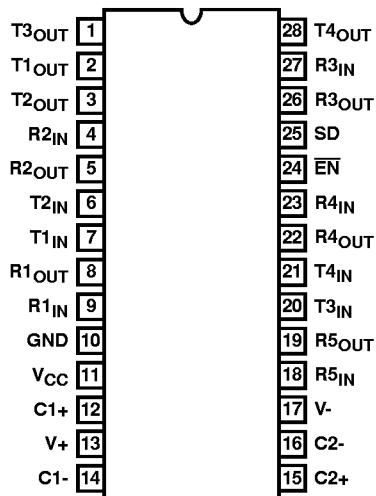 T3OUT 1 28 T4OUT
T1OUT 2 27 R3IN
T2OUT 3 26 R3OUT
R2IN 4 25 SD
R2OUT 5 24 E̅N̅
T2IN 6 23 R4IN
T1IN 7 22 R4OUT
R1OUT 8 21 T4IN
R1IN 9 20 T3IN
GND 10 19 R5OUT
VCC 11 18 R5IN
C1+ 12 17 V-
V+ 13 16 C2-
C1- 14 15 C2+